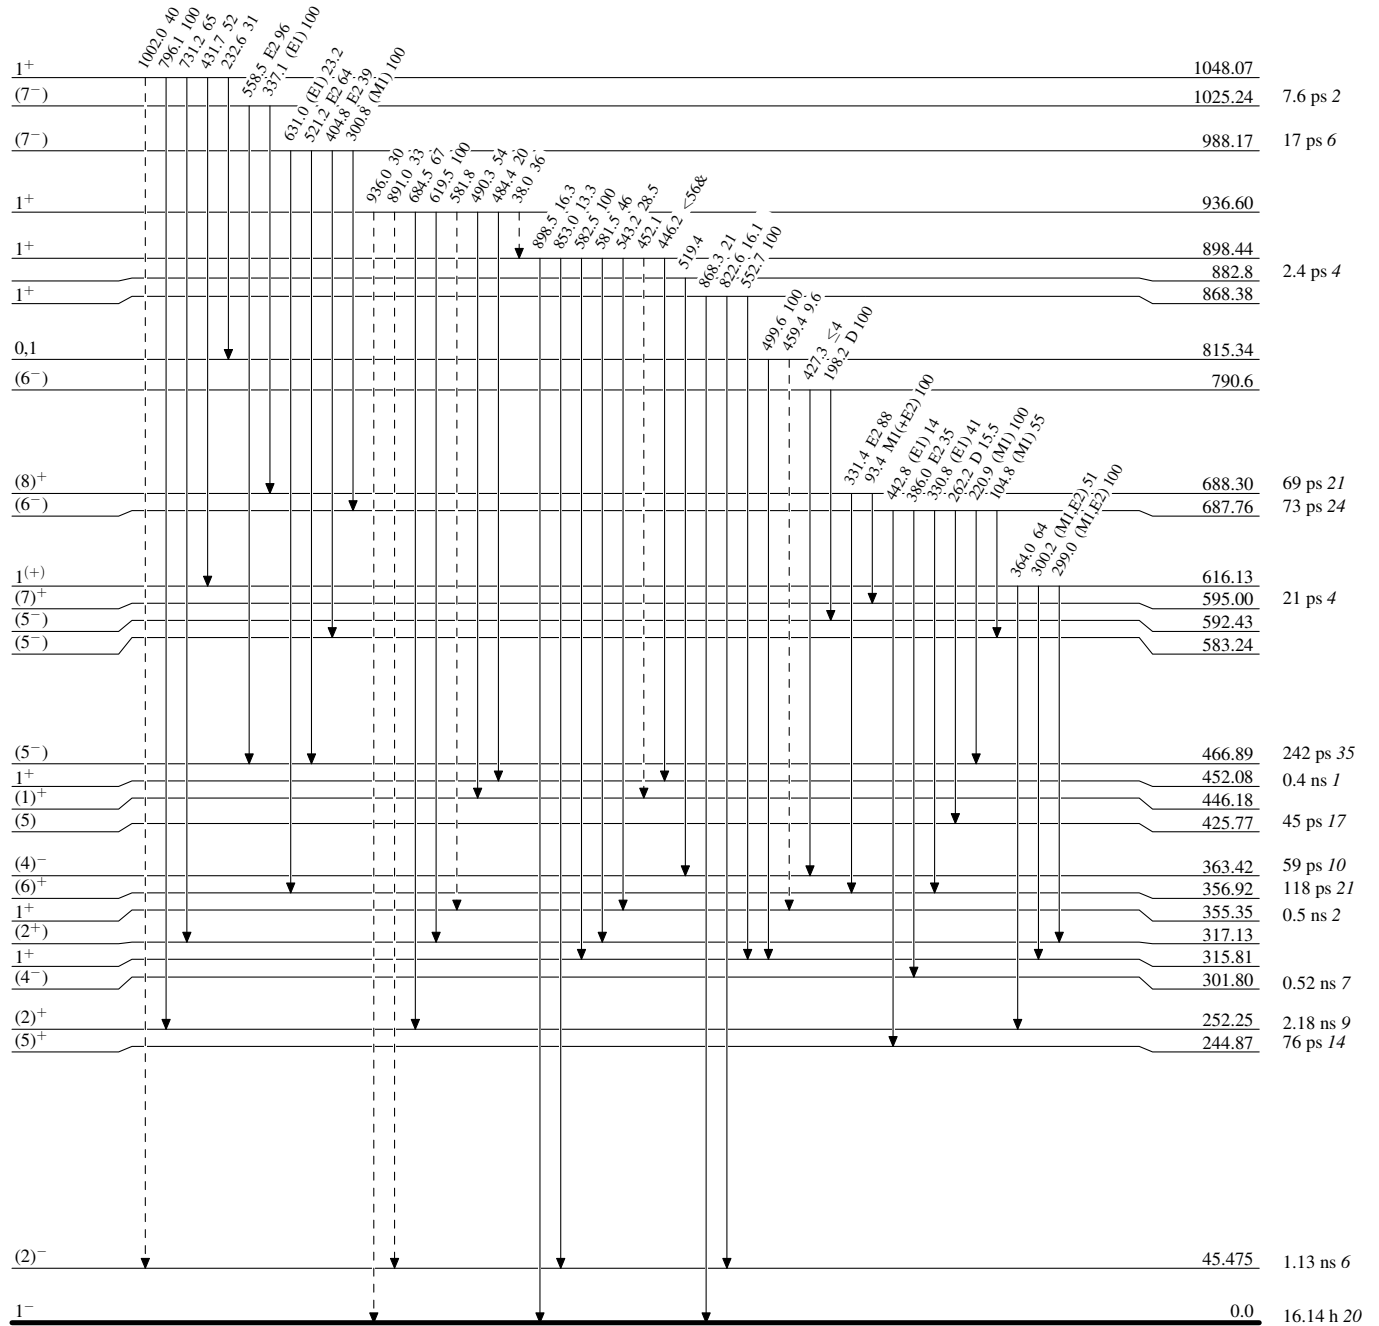 1002.0 40
796.1 100
731.2 65
431.7 52
232.6 31
558.5 E2 96
337.1 (E1) 100
631.0 (E1) 23.2
521.2 E2 64
404.8 E2 39
300.8 (M1) 100
936.0 30
891.0 33
684.5 67
619.5 100
581.8
490.3 54
484.4 20
38.0 36
898.5 16.3
853.0 13.3
582.5 100
581.5 46
543.2 28.5
452.1
446.2 <56&
519.4
868.3 21
822.6 16.1
552.7 100
499.6 100
459.4 9.6
427.3 ≤4
198.2 D 100
331.4 E2 88
93.4 M1(+E2) 100
442.8 (E1) 14
386.0 E2 35
330.8 (E1) 41
262.2 D 15.5
220.9 (M1) 100
104.8 (M1) 55
364.0 64
300.2 (M1,E2) 51
299.0 (M1,E2) 100
1⁺ 1048.07
(7⁻) 1025.24 7.6 ps 2
(7⁻) 988.17 17 ps 6
1⁺ 936.60
1⁺ 898.44
882.8 2.4 ps 4
1⁺ 868.38
0,1 815.34
(6⁻) 790.6
(8)⁺ 688.30 69 ps 21
(6⁻) 687.76 73 ps 24
1⁽⁺⁾ 616.13
(7)⁺ 595.00 21 ps 4
(5⁻) 592.43
(5⁻) 583.24
(5⁻) 466.89 242 ps 35
1⁺ 452.08 0.4 ns 1
(1)⁺ 446.18
(5) 425.77 45 ps 17
(4)⁻ 363.42 59 ps 10
(6)⁺ 356.92 118 ps 21
1⁺ 355.35 0.5 ns 2
(2⁺) 317.13
1⁺ 315.81
(4⁻) 301.80 0.52 ns 7
(2)⁺ 252.25 2.18 ns 9
(5)⁺ 244.87 76 ps 14
(2)⁻ 45.475 1.13 ns 6
1⁻ 0.0 16.14 h 20